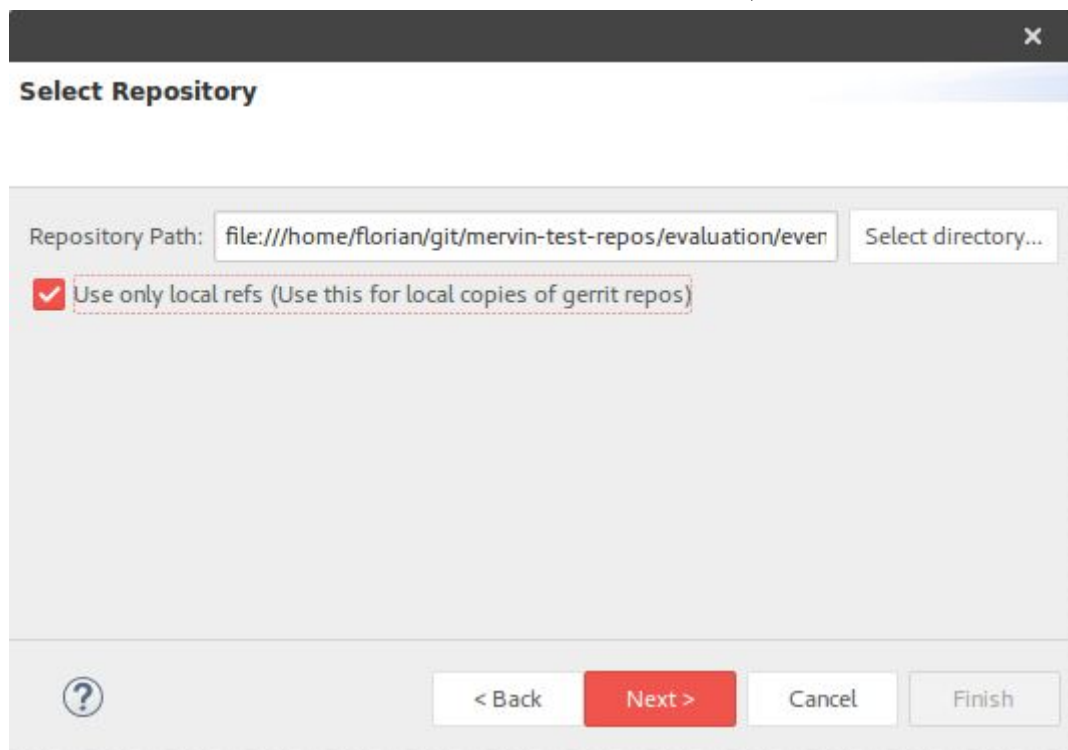 Select Repository
Repository Path: file:///home/florian/git/mervin-test-repos/evaluation/even Select directory...
Use only local refs (Use this for local copies of gerrit repos)
? < Back Next > Cancel Finish